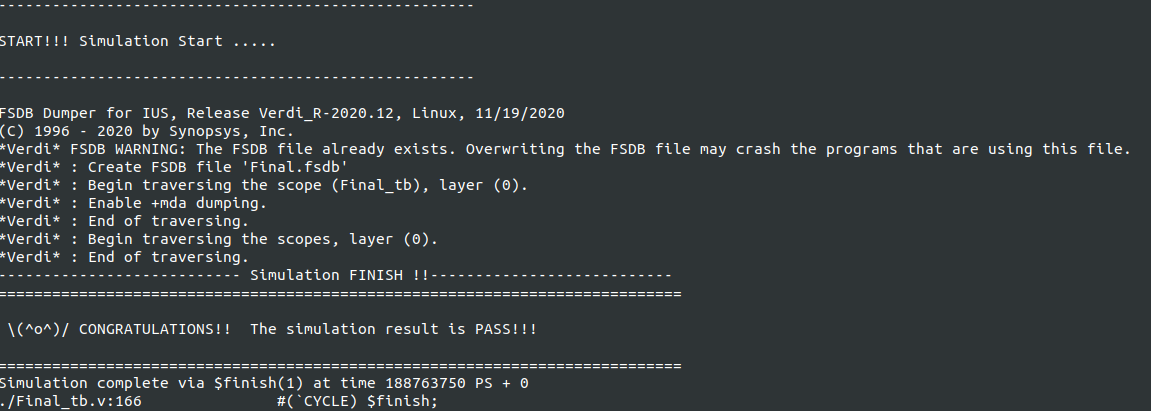 -----------------------------------------------------
START!!! Simulation Start .....
-----------------------------------------------------
FSDB Dumper for IUS, Release Verdi_R-2020.12, Linux, 11/19/2020
(C) 1996 - 2020 by Synopsys, Inc.
*Verdi* FSDB WARNING: The FSDB file already exists. Overwriting the FSDB file may crash the programs that are using this file.
*Verdi* : Create FSDB file 'Final.fsdb'
*Verdi* : Begin traversing the scope (Final_tb), layer (0).
*Verdi* : Enable +mda dumping.
*Verdi* : End of traversing.
*Verdi* : Begin traversing the scopes, layer (0).
*Verdi* : End of traversing.
--------------------------- Simulation FINISH !!---------------------------
============================================================================
\(^o^)/ CONGRATULATIONS!!  The simulation result is PASS!!!
============================================================================
Simulation complete via $finish(1) at time 188763750 PS + 0
./Final_tb.v:166               #(`CYCLE) $finish;